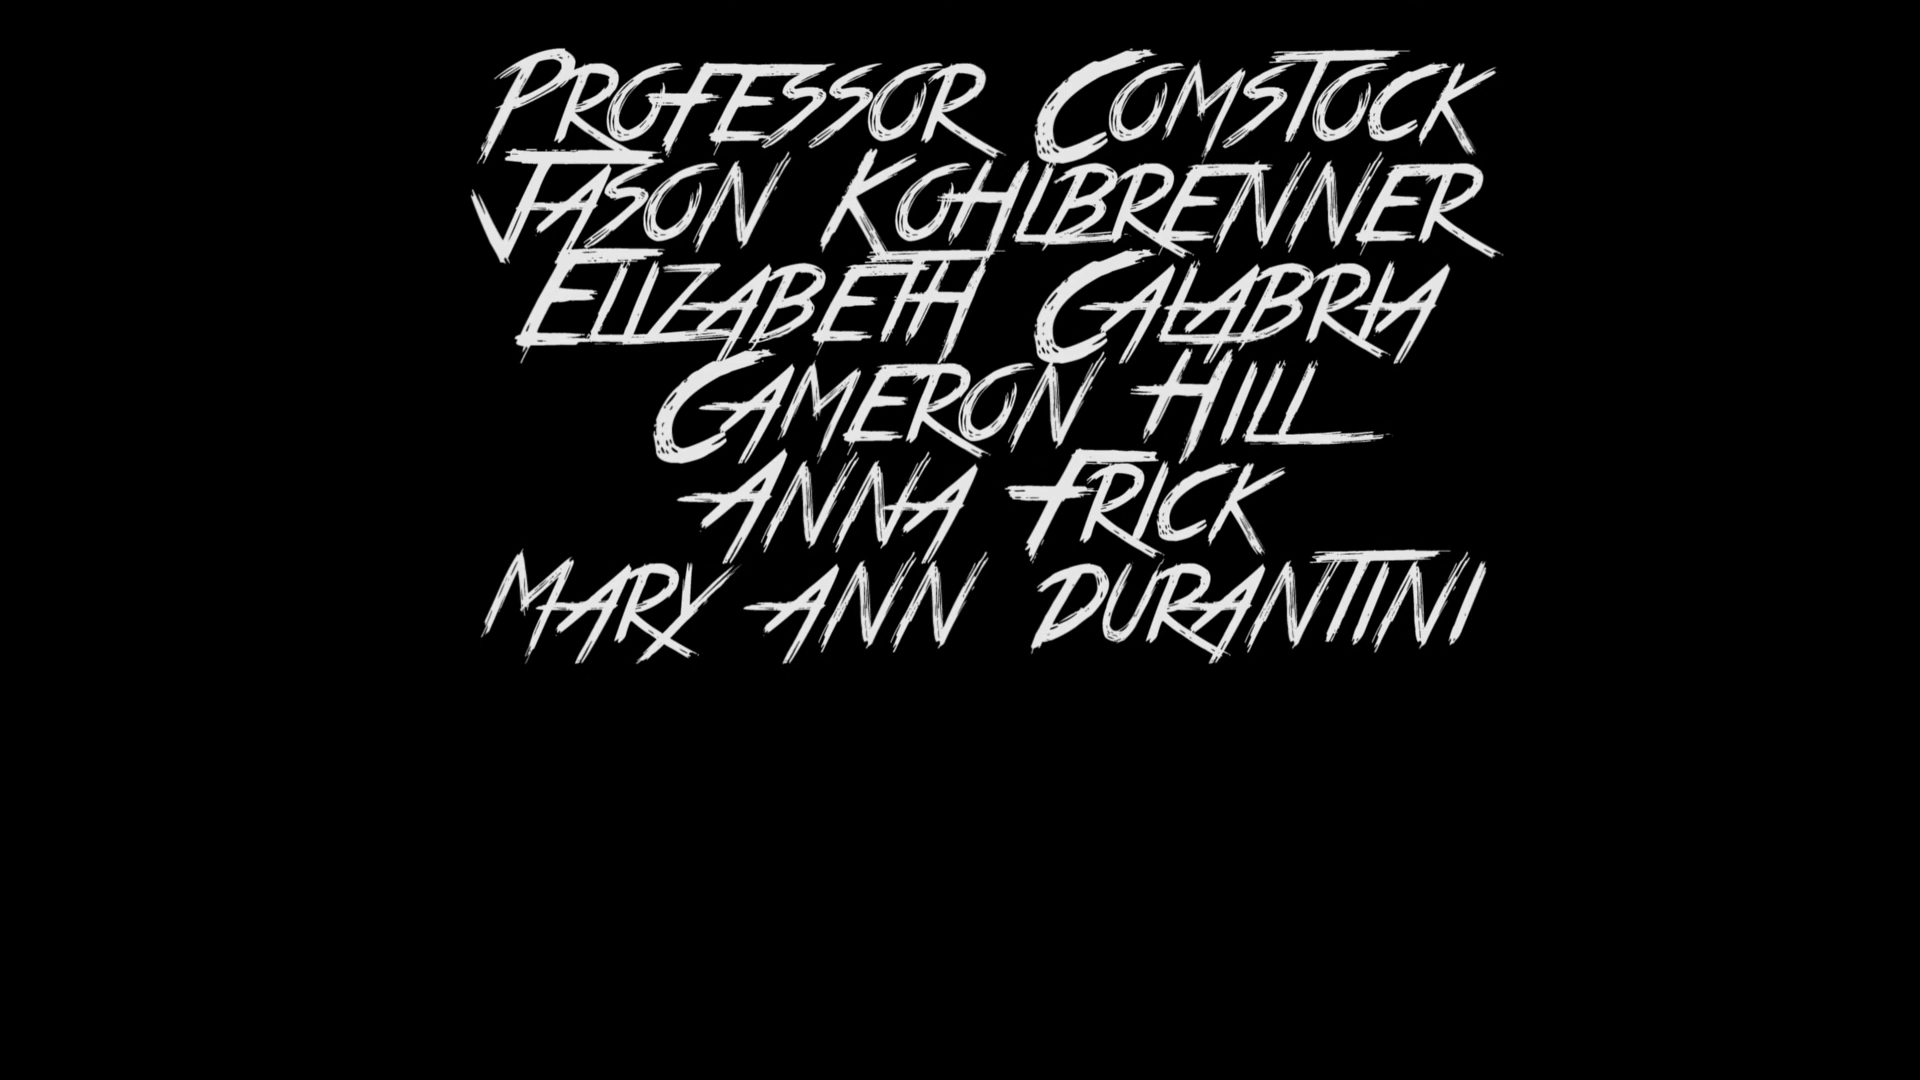 Professor Comstock
Jason Kohlbrenner
Elizabeth Calabria
Cameron Hill
Anna Frick
Mary Ann Durantini